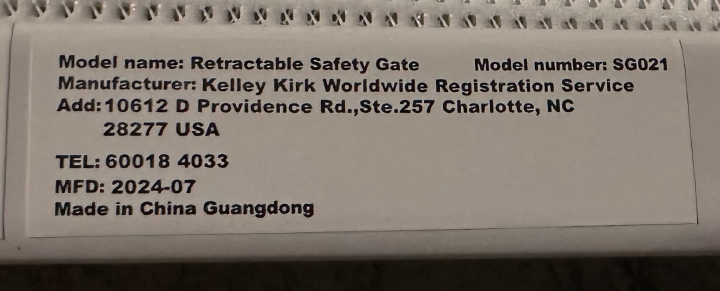 Model name: Retractable Safety Gate Model number: SG021
Manufacturer: Kelley Kirk Worldwide Registration Service
Add:10612 D Providence Rd.,Ste.257 Charlotte, NC
28277 USA
TEL: 60018 4033
MFD: 2024-07
Made in China Guangdong